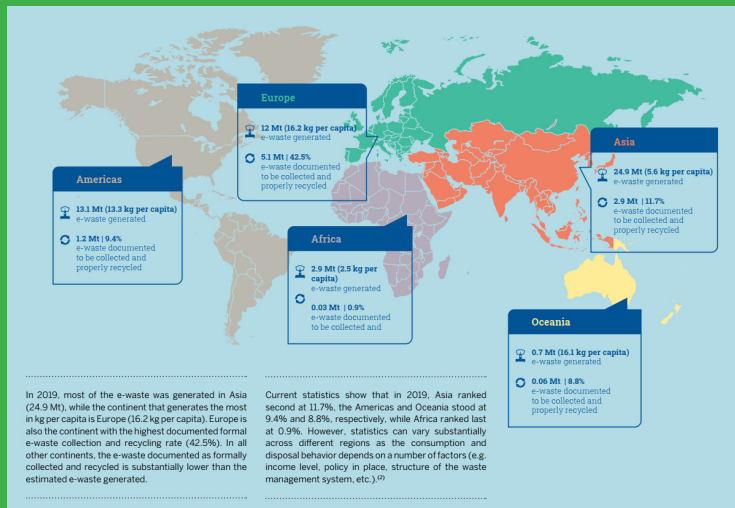 Europe
12 Mt (16.2 kg per capita)
e-waste generated
5.1 Mt | 42.5%
e-waste documented
to be collected and
properly recycled
Asia
24.9 Mt (5.6 kg per capita)
e-waste generated
2.9 Mt | 11.7%
e-waste documented
to be collected and
properly recycled
Americas
13.1 Mt (13.3 kg per capita)
e-waste generated
1.2 Mt | 9.4%
e-waste documented
to be collected and
properly recycled
Africa
2.9 Mt (2.5 kg per
capita)
e-waste generated
0.03 Mt | 0.9%
e-waste documented
to be collected and
Oceania
0.7 Mt (16.1 kg per capita)
e-waste generated
0.06 Mt | 8.8%
e-waste documented
to be collected and
properly recycled
In 2019, most of the e-waste was generated in Asia
(24.9 Mt), while the continent that generates the most
in kg per capita is Europe (16.2 kg per capita). Europe is
also the continent with the highest documented formal
e-waste collection and recycling rate (42.5%). In all
other continents, the e-waste documented as formally
collected and recycled is substantially lower than the
estimated e-waste generated.
Current statistics show that in 2019, Asia ranked
second at 11.7%, the Americas and Oceania stood at
9.4% and 8.8%, respectively, while Africa ranked last
at 0.9%. However, statistics can vary substantially
across different regions as the consumption and
disposal behavior depends on a number of factors (e.g.
income level, policy in place, structure of the waste
management system, etc.).(2)